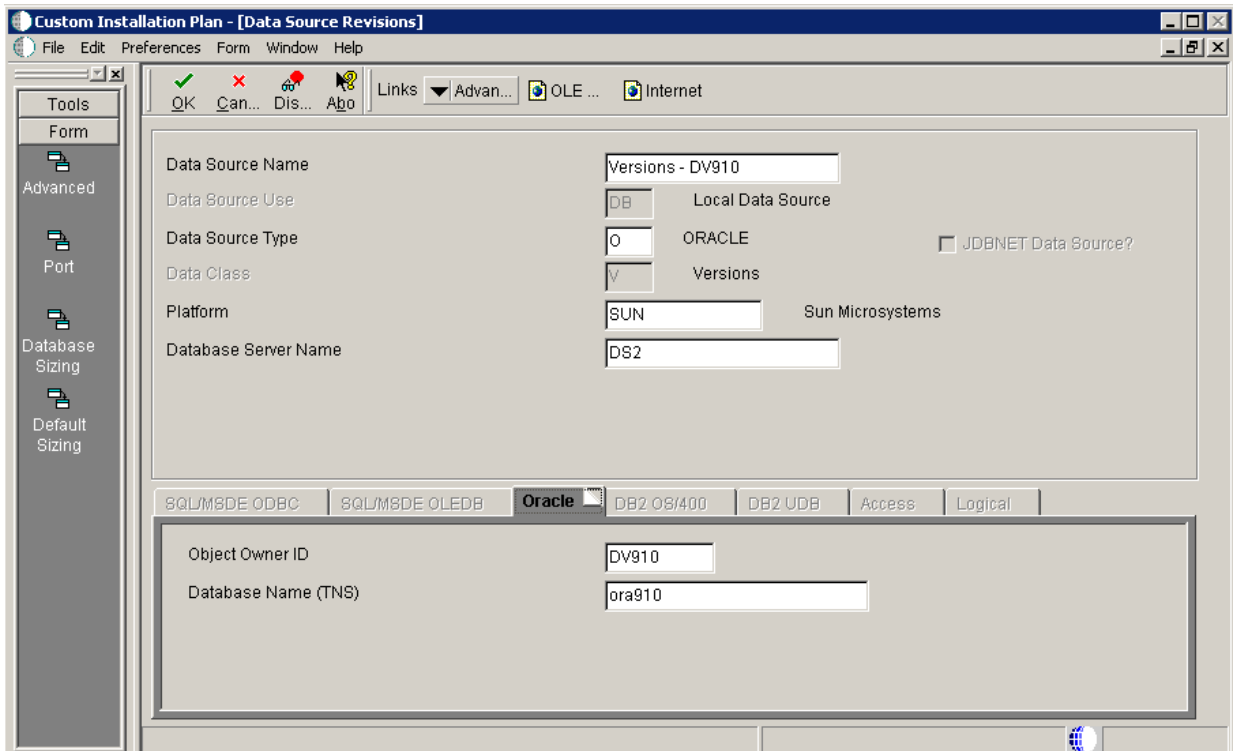 Custom Installation Plan - [Data Source Revisions]
File Edit Preferences Form Window Help
Tools
Form
Advanced
Port
Database
Sizing
Default
Sizing
OK Can... Dis... Abo Links Advan... OLE ... Internet
Data Source Name Versions - DV910
Data Source Use DB Local Data Source
Data Source Type O ORACLE JDBNET Data Source?
Data Class V Versions
Platform SUN Sun Microsystems
Database Server Name DS2
SQL/MSDE ODBC SQL/MSDE OLEDB Oracle DB2 OS/400 DB2 UDB Access Logical
Object Owner ID DV910
Database Name (TNS) ora910